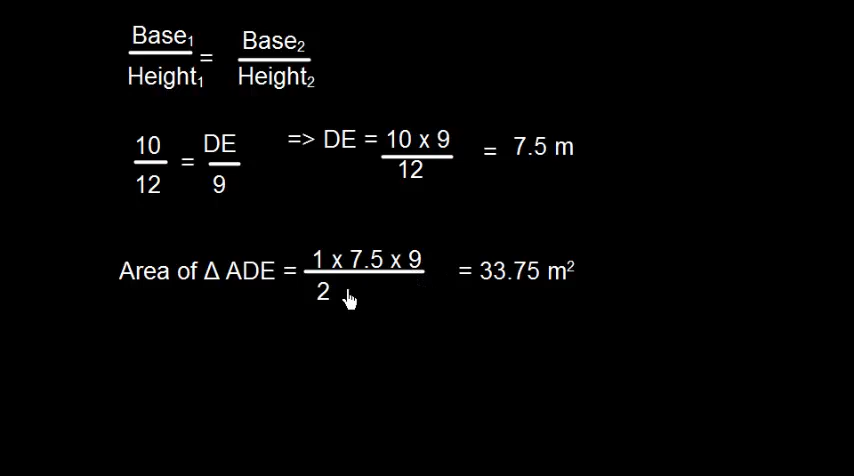 Base₁ = Base₂
Height₁ Height₂
10 = DE => DE = 10 x 9 = 7.5 m
12 9 12
Area of Δ ADE = 1 x 7.5 x 9 = 33.75 m²
2